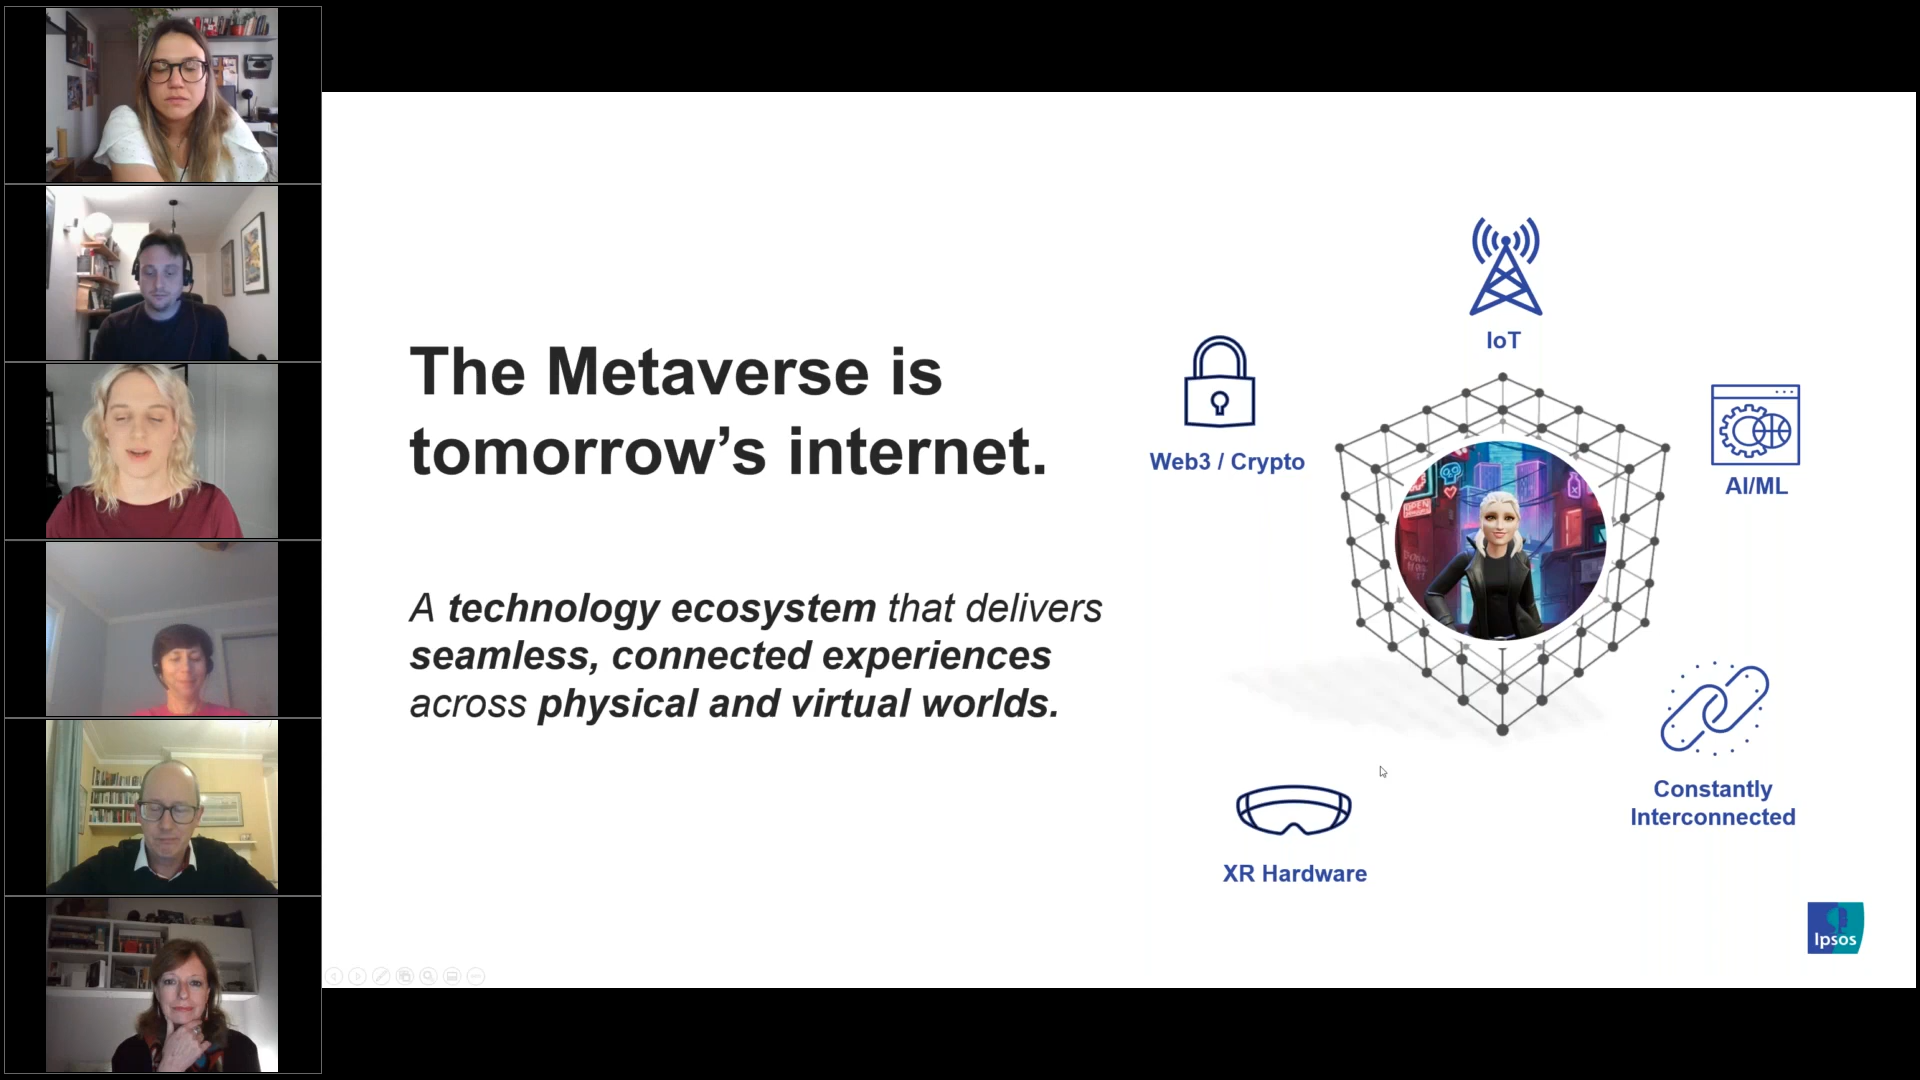 The Metaverse is
tomorrow’s internet.
A technology ecosystem that delivers
seamless, connected experiences
across physical and virtual worlds.
IoT
Web3 / Crypto
AI/ML
OPEN
Constantly
Interconnected
XR Hardware
Ipsos